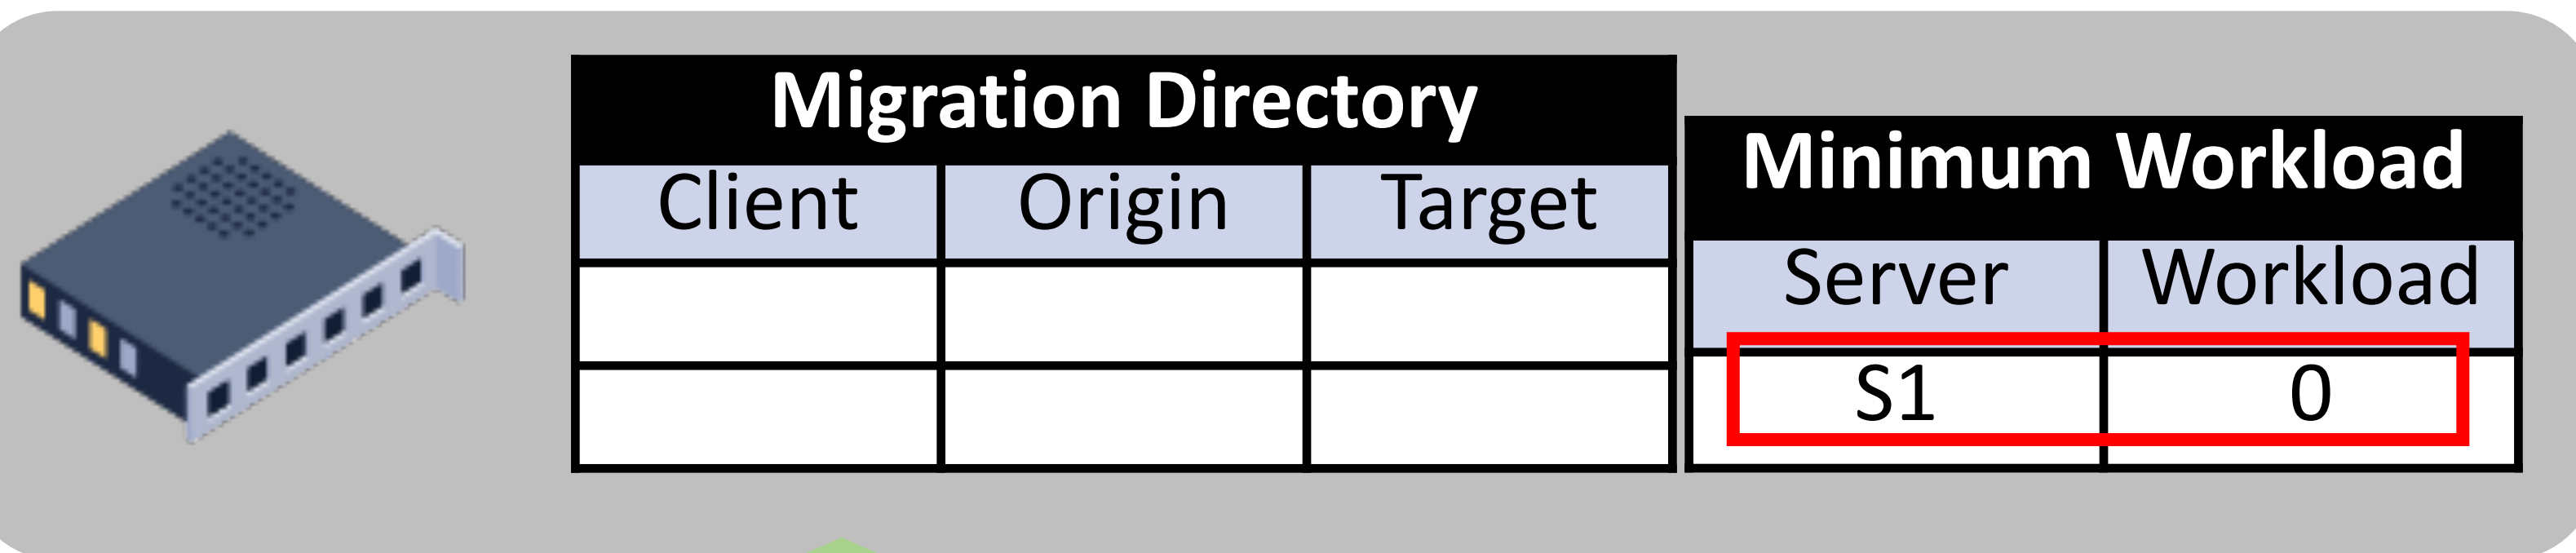 Migration Directory
Client Origin Target
Minimum Workload
Server Workload
S1 0